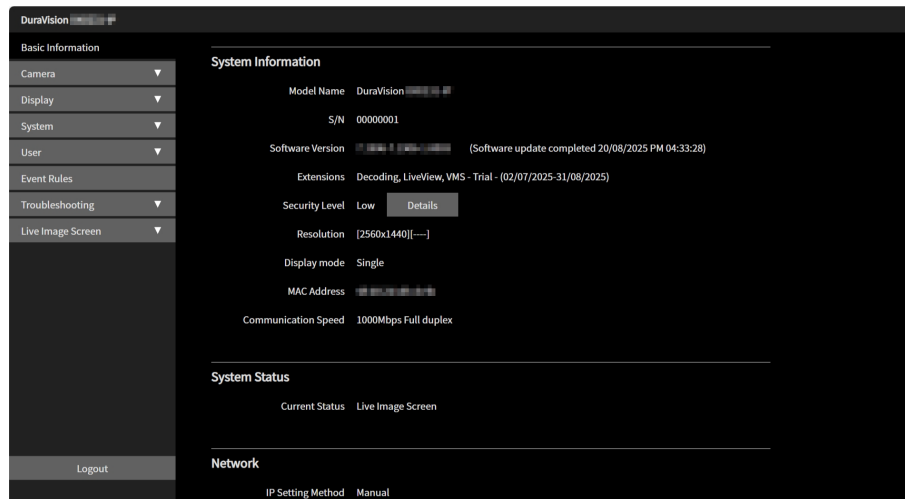 DuraVision
Basic Information
Camera ▼
Display ▼
System ▼
User ▼
Event Rules
Troubleshooting ▼
Live Image Screen ▼
Logout
System Information
Model Name DuraVision
S/N 00000001
Software Version (Software update completed 20/08/2025 PM 04:33:28)
Extensions Decoding, LiveView, VMS - Trial - (02/07/2025-31/08/2025)
Security Level Low Details
Resolution [2560x1440][----]
Display mode Single
MAC Address
Communication Speed 1000Mbps Full duplex
System Status
Current Status Live Image Screen
Network
IP Setting Method Manual